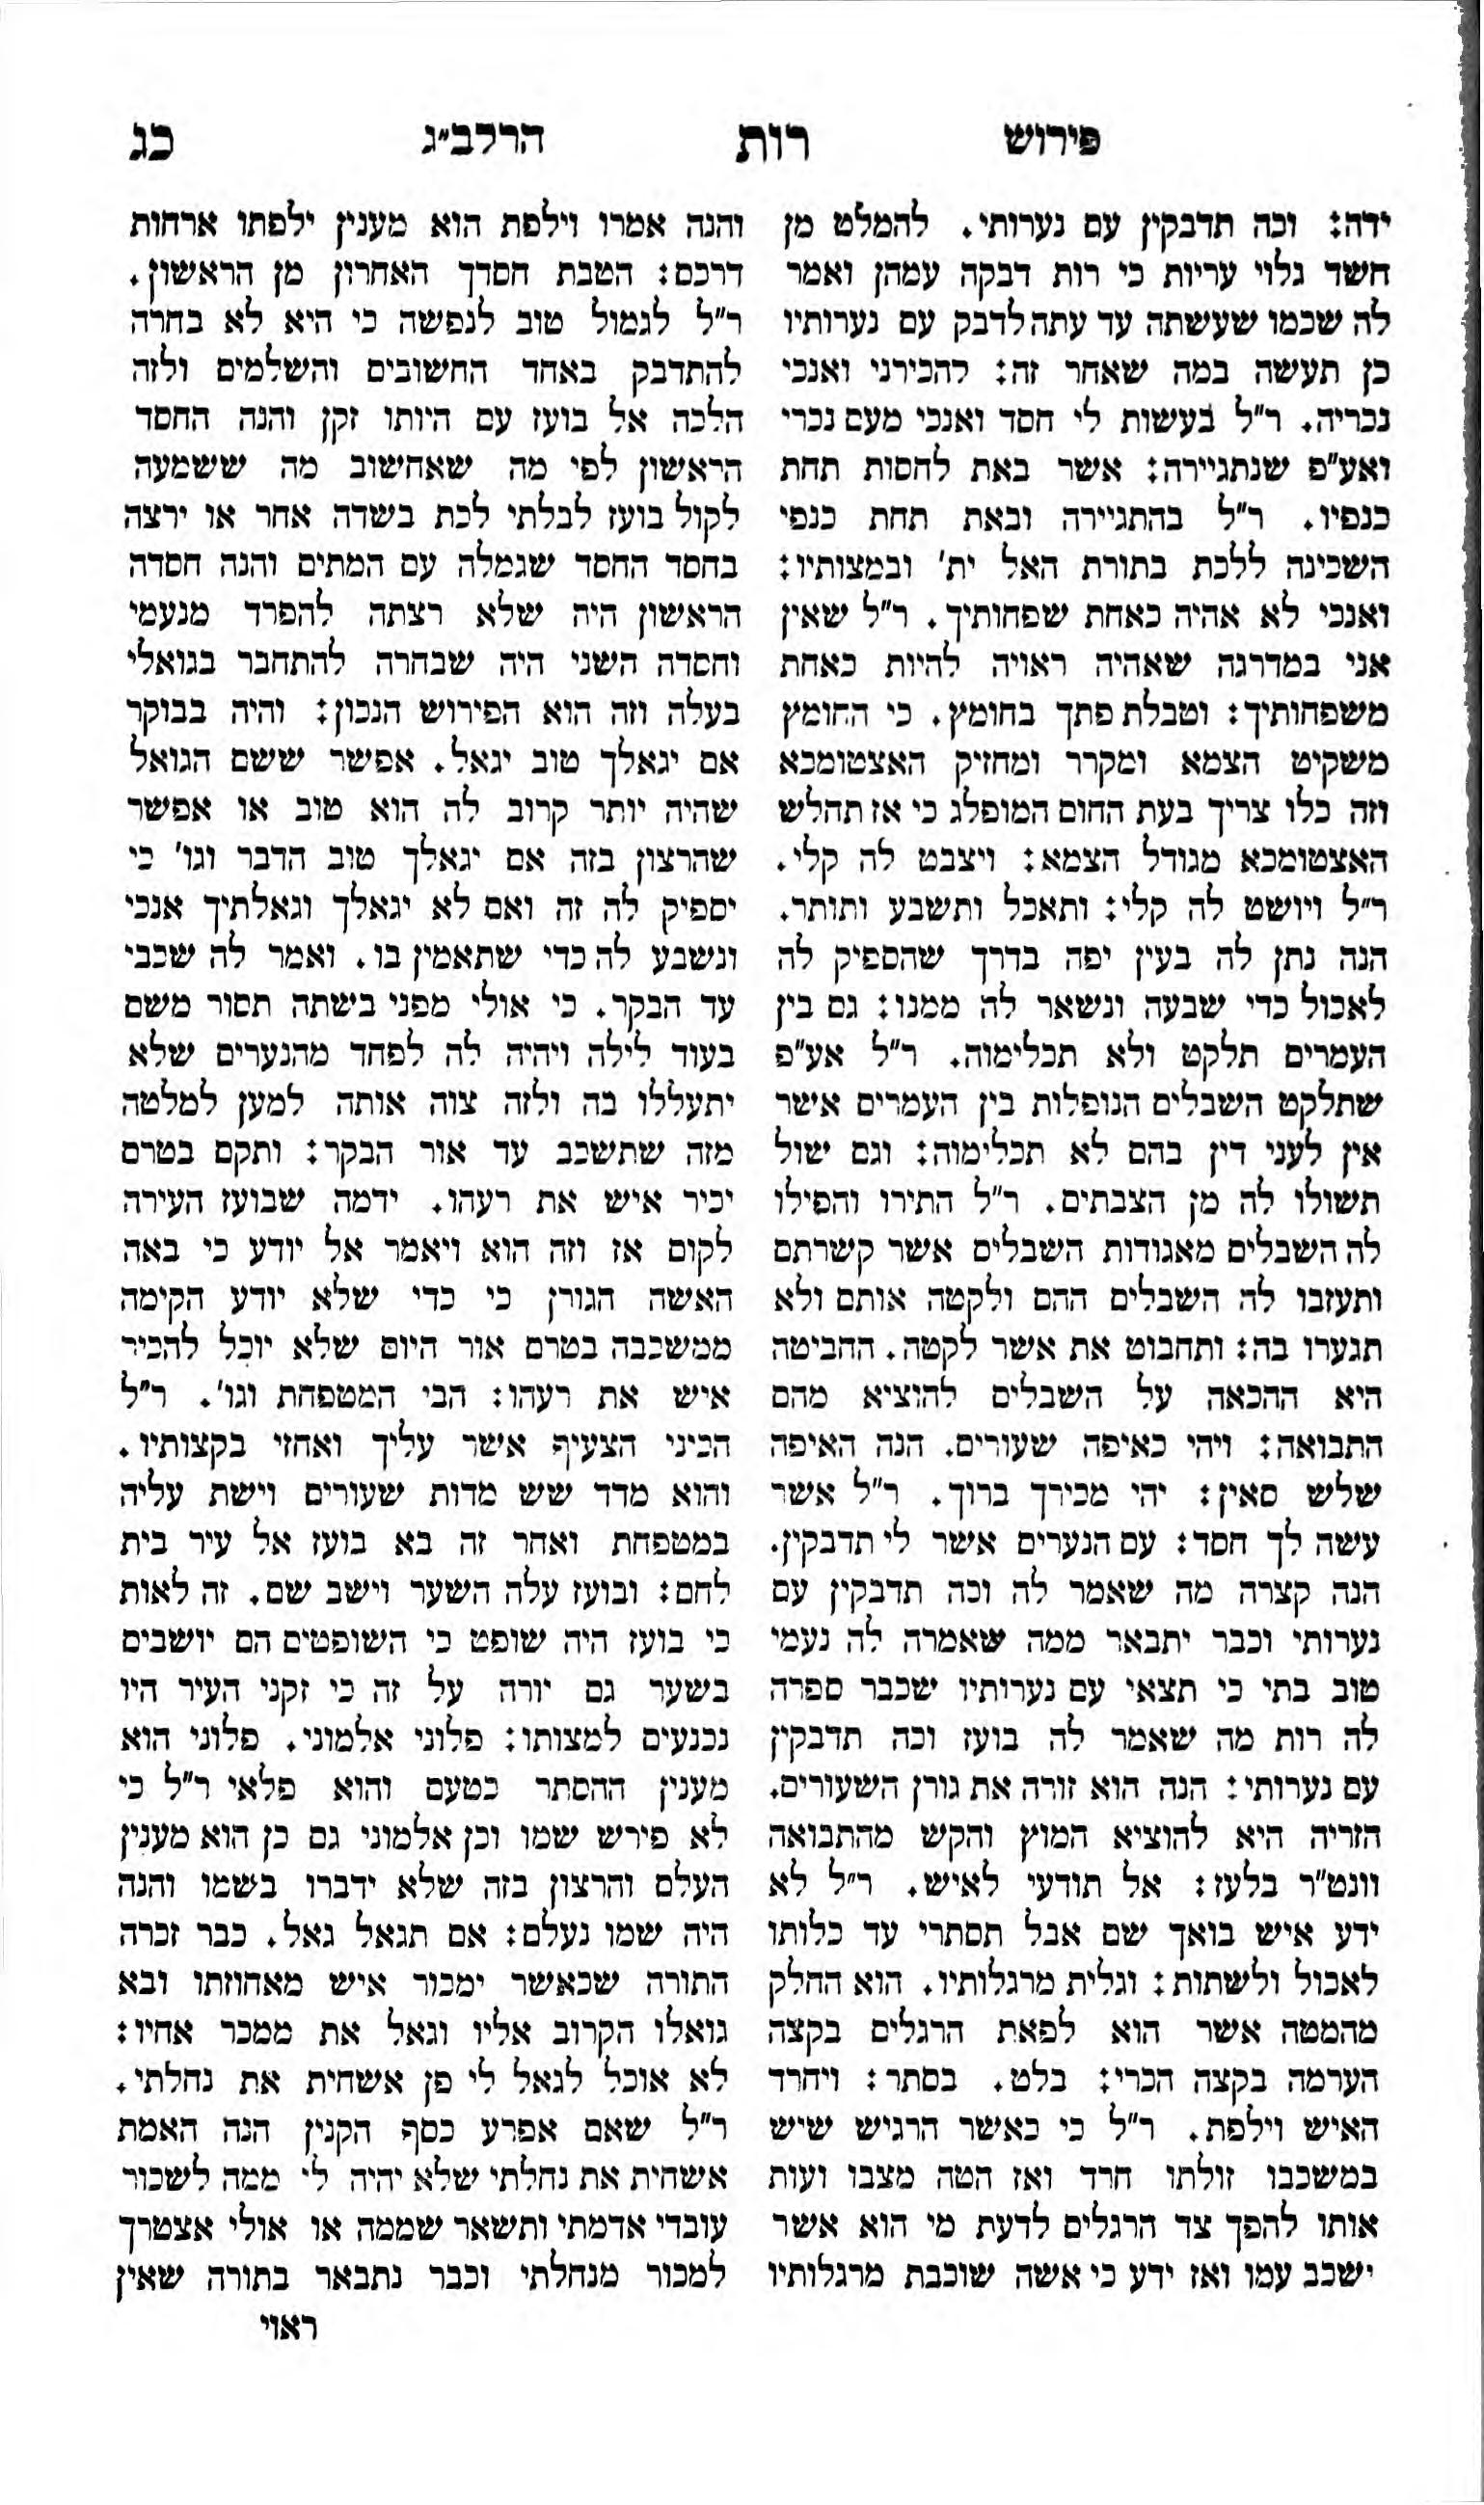 פירוש רות הרלב״ג כג
ידה: וכה תדבקין עם נערותי. להמלט מן
חשד גלוי עריות כי רות דבקה עמהן ואמר
לה שכמו שעשתה עד עתה לדבק עם נערותיו
כן תעשה במה שאחר זה: להכירני ואנכי
נכריה. ר״ל בעשות לי חסד ואנכי מעם נכרי
ואע״פ שנתגיירה: אשר באת לחסות תחת
כנפיו. ר״ל בהתגיירה ובאת תחת כנפי
השכינה ללכת בתורת האל ית׳ ובמצותיו:
ואנכי לא אהיה כאחת שפחותיך. ר״ל שאין
אני במדרגה שאהיה ראויה להיות כאחת
משפחותיך: וטבלת פתך בחומץ. כי החומץ
משקיט הצמא ומקרר ומחזיק האצטומכא
וזה כלו צריך בעת החום המופלג כי אז תהלש
האצטומכא מגודל הצמא: ויצבט לה קלי.
ר״ל ויושט לה קלי: ותאכל ותשבע ותותר.
הנה נתן לה בעין יפה בדרך שהספיק לה
לאכול כדי שבעה ונשאר לה ממנו: גם בין
העמרים תלקט ולא תכלימוה. ר״ל אע״פ
שתלקט השבלים הנופלות בין העמרים אשר
אין לעני דין בהם לא תכלימוה: וגם שול
תשולו לה מן הצבתים. ר״ל התירו והפילו
לה השבלים מאגודות השבלים אשר קשרתם
ותעזבו לה השבלים ההם ולקטה אותם ולא
תגערו בה: ותחבוט את אשר לקטה. החביטה
היא ההכאה על השבלים להוציא מהם
התבואה: ויהי כאיפה שעורים. הנה האיפה
שלש סאין: יהי מכירך ברוך. ר״ל אשר
עשה לך חסד: עם הנערים אשר לי תדבקין.
הנה קצרה מה שאמר לה וכה תדבקין עם
נערותי וכבר יתבאר ממה שאמרה לה נעמי
טוב בתי כי תצאי עם נערותיו שכבר ספרה
לה רות מה שאמר לה בועז וכה תדבקין
עם נערותי: הנה הוא זורה את גורן השעורים.
הזריה היא להוציא המוץ והקש מהתבואה
וונט״ר בלעז: אל תודעי לאיש. ר״ל לא
ידע איש בואך שם אבל תסתרי עד כלותו
לאכול ולשתות: וגלית מרגלותיו. הוא החלק
מהמטה אשר הוא לפאת הרגלים בקצה
הערמה בקצה הכרי: בלט. בסתר: ויחרד
האיש וילפת. ר״ל כי כאשר הרגיש שיש
במשכבו זולתו חרד ואז הטה מצבו ועות
אותו להפך צד הרגלים לדעת מי הוא אשר
ישכב עמו ואז ידע כי אשה שוכבת מרגלותיו
והנה אמרו וילפת הוא מענין ילפתו ארחות
דרכם: הטבת חסדך האחרון מן הראשון.
ר״ל לגמול טוב לנפשה כי היא לא בחרה
להתדבק באחד החשובים והשלמים ולזה
הלכה אל בועז עם היותו זקן והנה החסד
הראשון לפי מה שאחשוב מה ששמעה
לקול בועז לבלתי לכת בשדה אחר או ירצה
בחסד החסד שגמלה עם המתים והנה חסדה
הראשון היה שלא רצתה להפרד מנעמי
וחסדה השני היה שבחרה להתחבר בגואלי
בעלה וזה הוא הפירוש הנכון: והיה בבוקר
אם יגאלך טוב יגאל. אפשר ששם הגואל
שהיה יותר קרוב לה הוא טוב או אפשר
שהרצון בזה אם יגאלך טוב הדבר וגו׳ כי
יספיק לה זה ואם לא יגאלך וגאלתיך אנכי
ונשבע לה כדי שתאמין בו. ואמר לה שכבי
עד הבקר. כי אולי מפני בשתה תסור משם
בעוד לילה ויהיה לה לפחד מהנערים שלא
יתעללו בה ולזה צוה אותה למען למלטה
מזה שתשכב עד אור הבקר: ותקם בטרם
יכיר איש את רעהו. ידמה שבועז העירה
לקום אז וזה הוא ויאמר אל יודע כי באה
האשה הגורן כי כדי שלא יודע הקימה
ממשכבה בטרם אור היום שלא יוכל להכיר
איש את רעהו: הבי המטפחת וגו׳. ר״ל
הכיני הצעיף אשר עליך ואחזי בקצותיו.
והוא מדד שש מדות שעורים וישת עליה
במטפחת ואחר זה בא בועז אל עיר בית
לחם: ובועז עלה השער וישב שם. זה לאות
כי בועז היה שופט כי השופטים הם יושבים
בשער גם יורה על זה כי זקני העיר היו
נכנעים למצותו: פלוני אלמוני. פלוני הוא
מענין ההסתר בטעם והוא פלאי ר״ל כי
לא פירש שמו וכן אלמוני גם כן הוא מענין
העלם והרצון בזה שלא ידברו בשמו והנה
היה שמו נעלם: אם תגאל גאל. כבר זכרה
התורה שכאשר ימכור איש מאחוזתו ובא
גואלו הקרוב אליו וגאל את ממכר אחיו:
לא אוכל לגאל לי פן אשחית את נחלתי.
ר״ל שאם אפרע כסף הקנין הנה האמת
אשחית את נחלתי שלא יהיה לי ממה לשכור
עובדי אדמתי ותשאר שממה או אולי אצטרך
למכור מנחלתי וכבר נתבאר בתורה שאין
ראוי